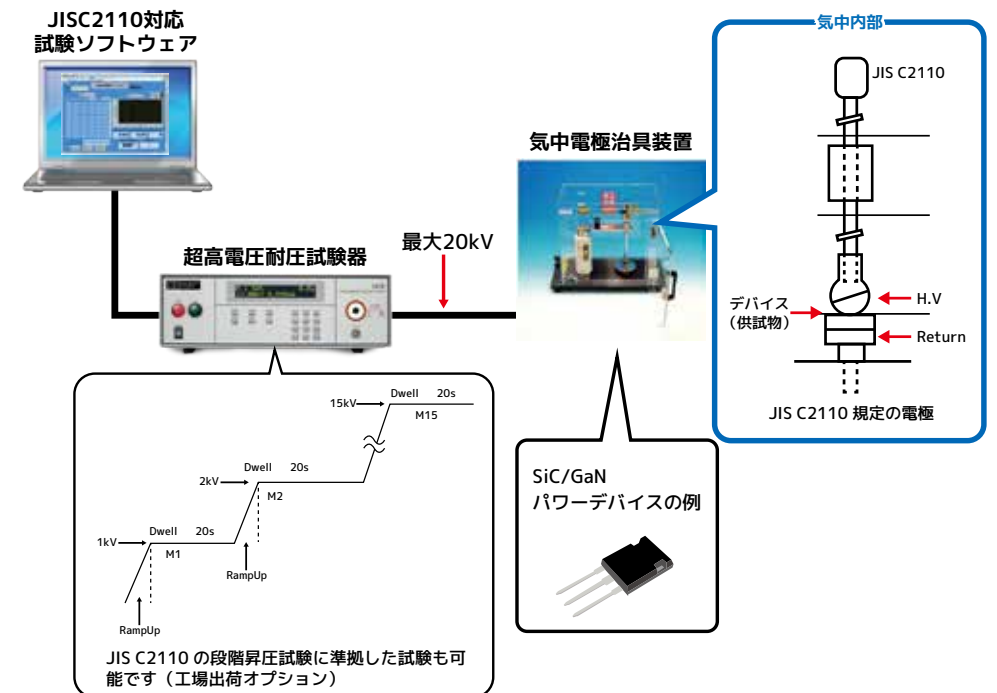 JISC2110対応
試験ソフトウェア
気中内部
JIS C2110
気中電極治具装置
最大20kV
超高電圧耐圧試験器
デバイス
（供試物）
H.V
Return
JIS C2110 規定の電極
15kV
Dwell 20s
M15
2kV
Dwell 20s
M2
1kV
Dwell 20s
M1
RampUp
RampUp
JIS C2110 の段階昇圧試験に準拠した試験も可
能です（工場出荷オプション）
SiC/GaN
パワーデバイスの例